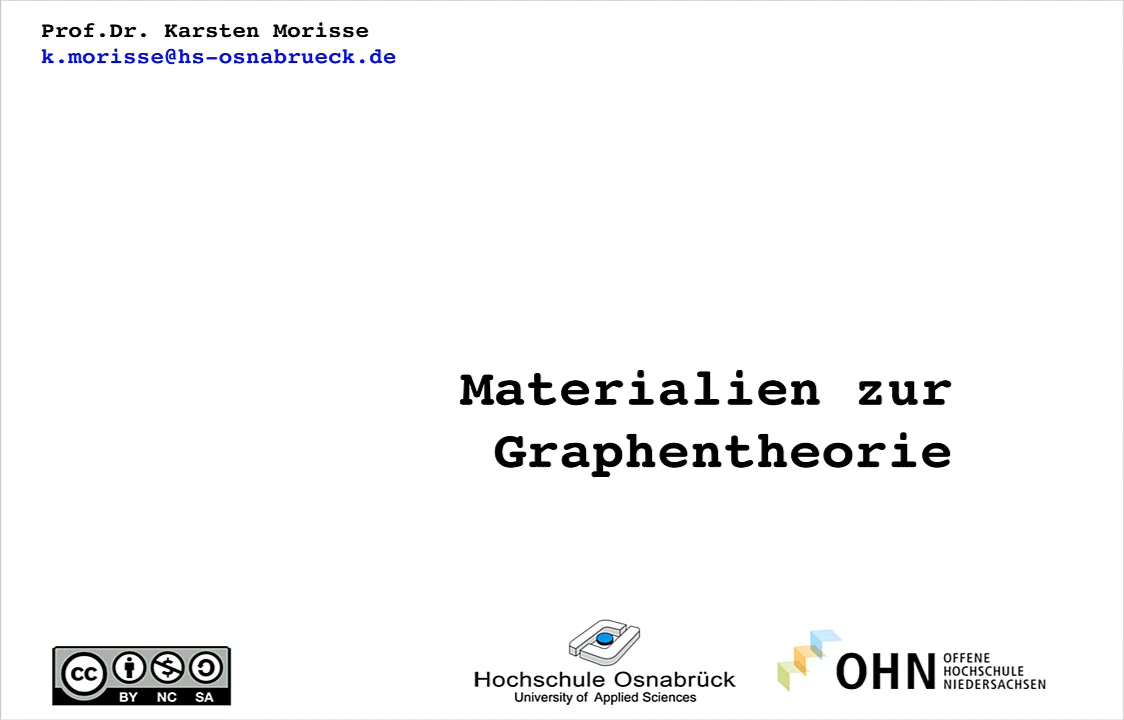 Prof.Dr. Karsten Morisse
k.morisse@hs-osnabrueck.de
Materialien zur
Graphentheorie
cc
BY NC SA
Hochschule Osnabrück
University of Applied Sciences
OHN
OFFENE
HOCHSCHULE
NIEDERSACHSEN